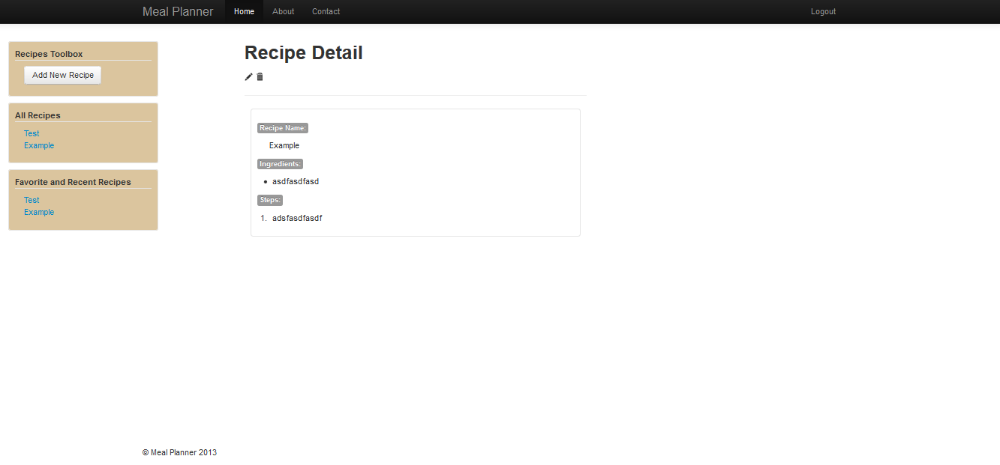 Meal Planner Home About Contact Logout
Recipes Toolbox
Add New Recipe
All Recipes
Test
Example
Favorite and Recent Recipes
Test
Example
Recipe Detail
Recipe Name:
Example
Ingredients:
• asdfasdfasd
Steps:
1. adsfasdfasdf
© Meal Planner 2013